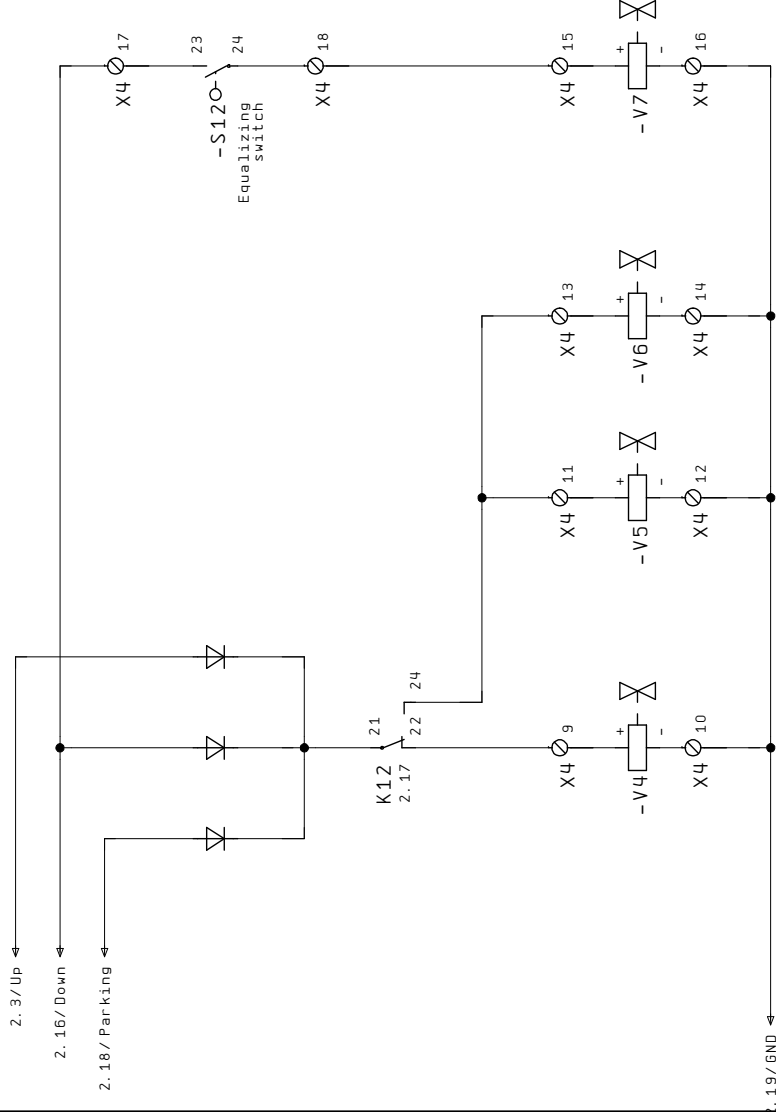 17
X4
23
24
-S12
Equalizing
switch
18
X4
15
X4
+
-
-V7
16
X4
13
X4
+
-
-V6
14
X4
11
X4
+
-
-V5
12
X4
24
21
22
K12
2.17
9
X4
+
-
-V4
10
X4
2.3/Up
2.16/Down
2.18/Parking
.19/GND